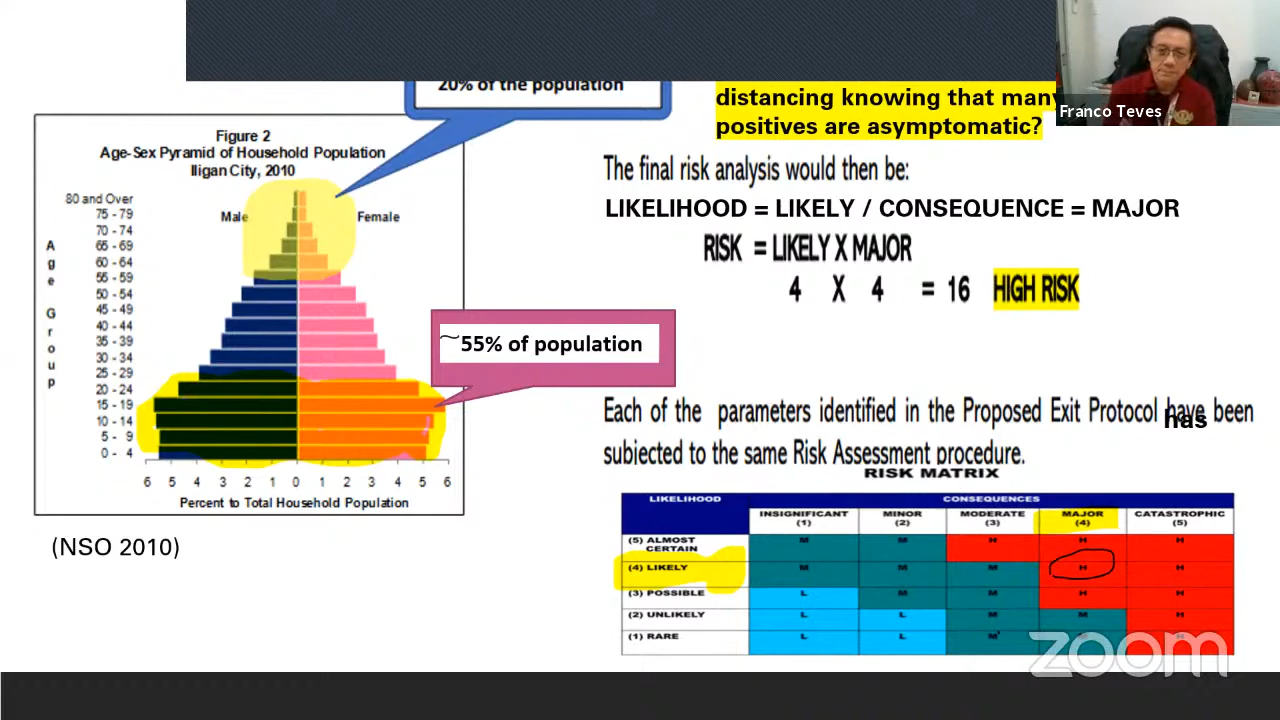 20% of the population
distancing knowing that many
positives are asymptomatic?
Franco Teves
Figure 2
Age-Sex Pyramid of Household Population
Iligan City, 2010
80 and Over
75 - 79
70 - 74
65 - 69
60 - 64
55 - 59
50 - 54
45 - 49
40 - 44
35 - 39
30 - 34
25 - 29
20 - 24
15 - 19
10 - 14
5 - 9
0 - 4
Male
Female
Age Group
6 5 4 3 2 1 0 1 2 3 4 5 6
Percent to Total Household Population
(NSO 2010)
~55% of population
The final risk analysis would then be:
LIKELIHOOD = LIKELY / CONSEQUENCE = MAJOR
RISK = LIKELY X MAJOR
4 X 4 = 16 HIGH RISK
Each of the parameters identified in the Proposed Exit Protocol have been
has
subjected to the same Risk Assessment procedure.
RISK MATRIX
LIKELIHOOD CONSEQUENCES
INSIGNIFICANT (1) MINOR (2) MODERATE (3) MAJOR (4) CATASTROPHIC (5)
(5) ALMOST CERTAIN M M H H H
(4) LIKELY M M M H H
(3) POSSIBLE L M M H H
(2) UNLIKELY L L M M H
(1) RARE L L M M H
zoom